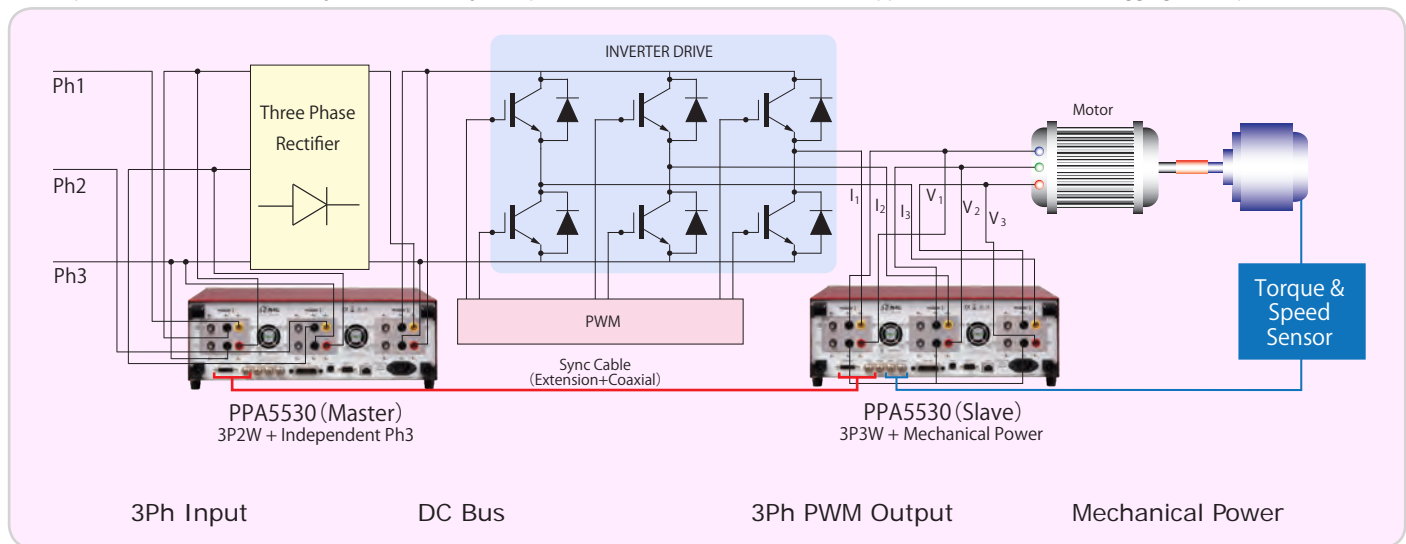 INVERTER DRIVE
Ph1
Three Phase
Rectifier
Motor
Ph2
I1
I2
I3
V1
V2
V3
Ph3
Torque &
Speed
Sensor
PWM
Sync Cable
(Extension+Coaxial)
PPA5530 (Master)
3P2W + Independent Ph3
PPA5530 (Slave)
3P3W + Mechanical Power
3Ph Input
DC Bus
3Ph PWM Output
Mechanical Power